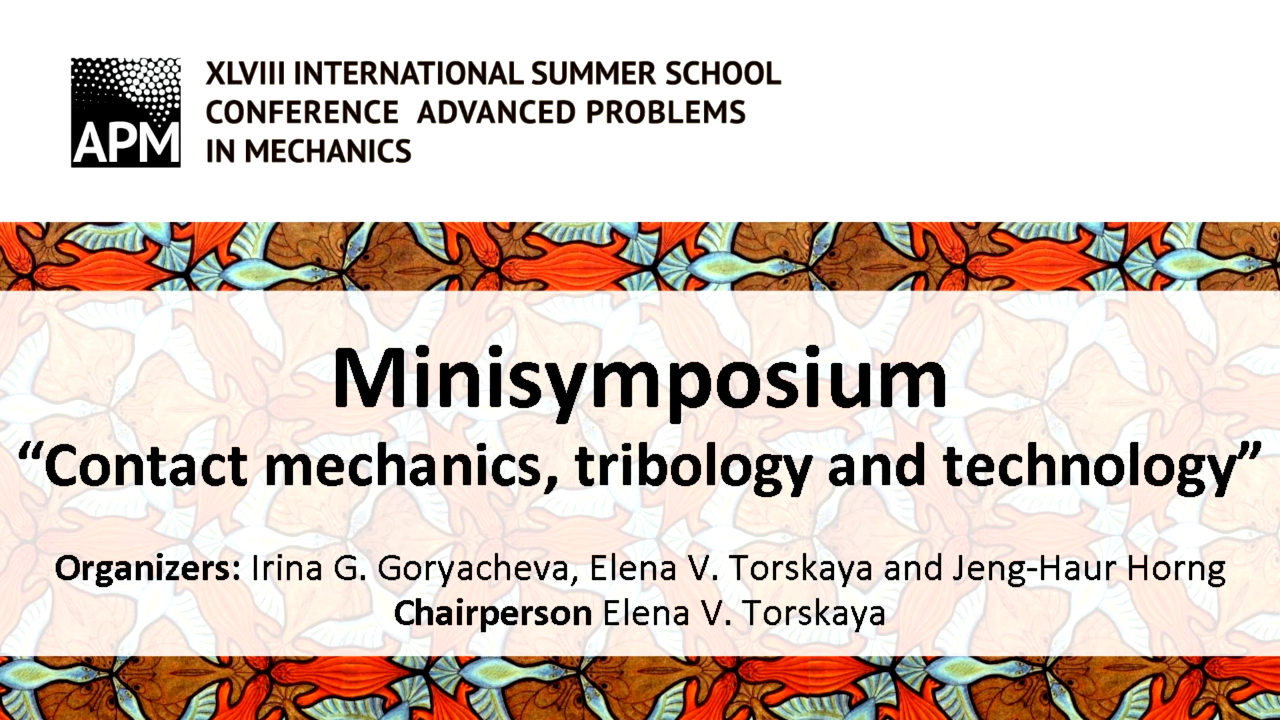 APM
XLVIII INTERNATIONAL SUMMER SCHOOL
CONFERENCE ADVANCED PROBLEMS
IN MECHANICS
Minisymposium
“Contact mechanics, tribology and technology”
Organizers: Irina G. Goryacheva, Elena V. Torskaya and Jeng-Haur Horng
Chairperson Elena V. Torskaya